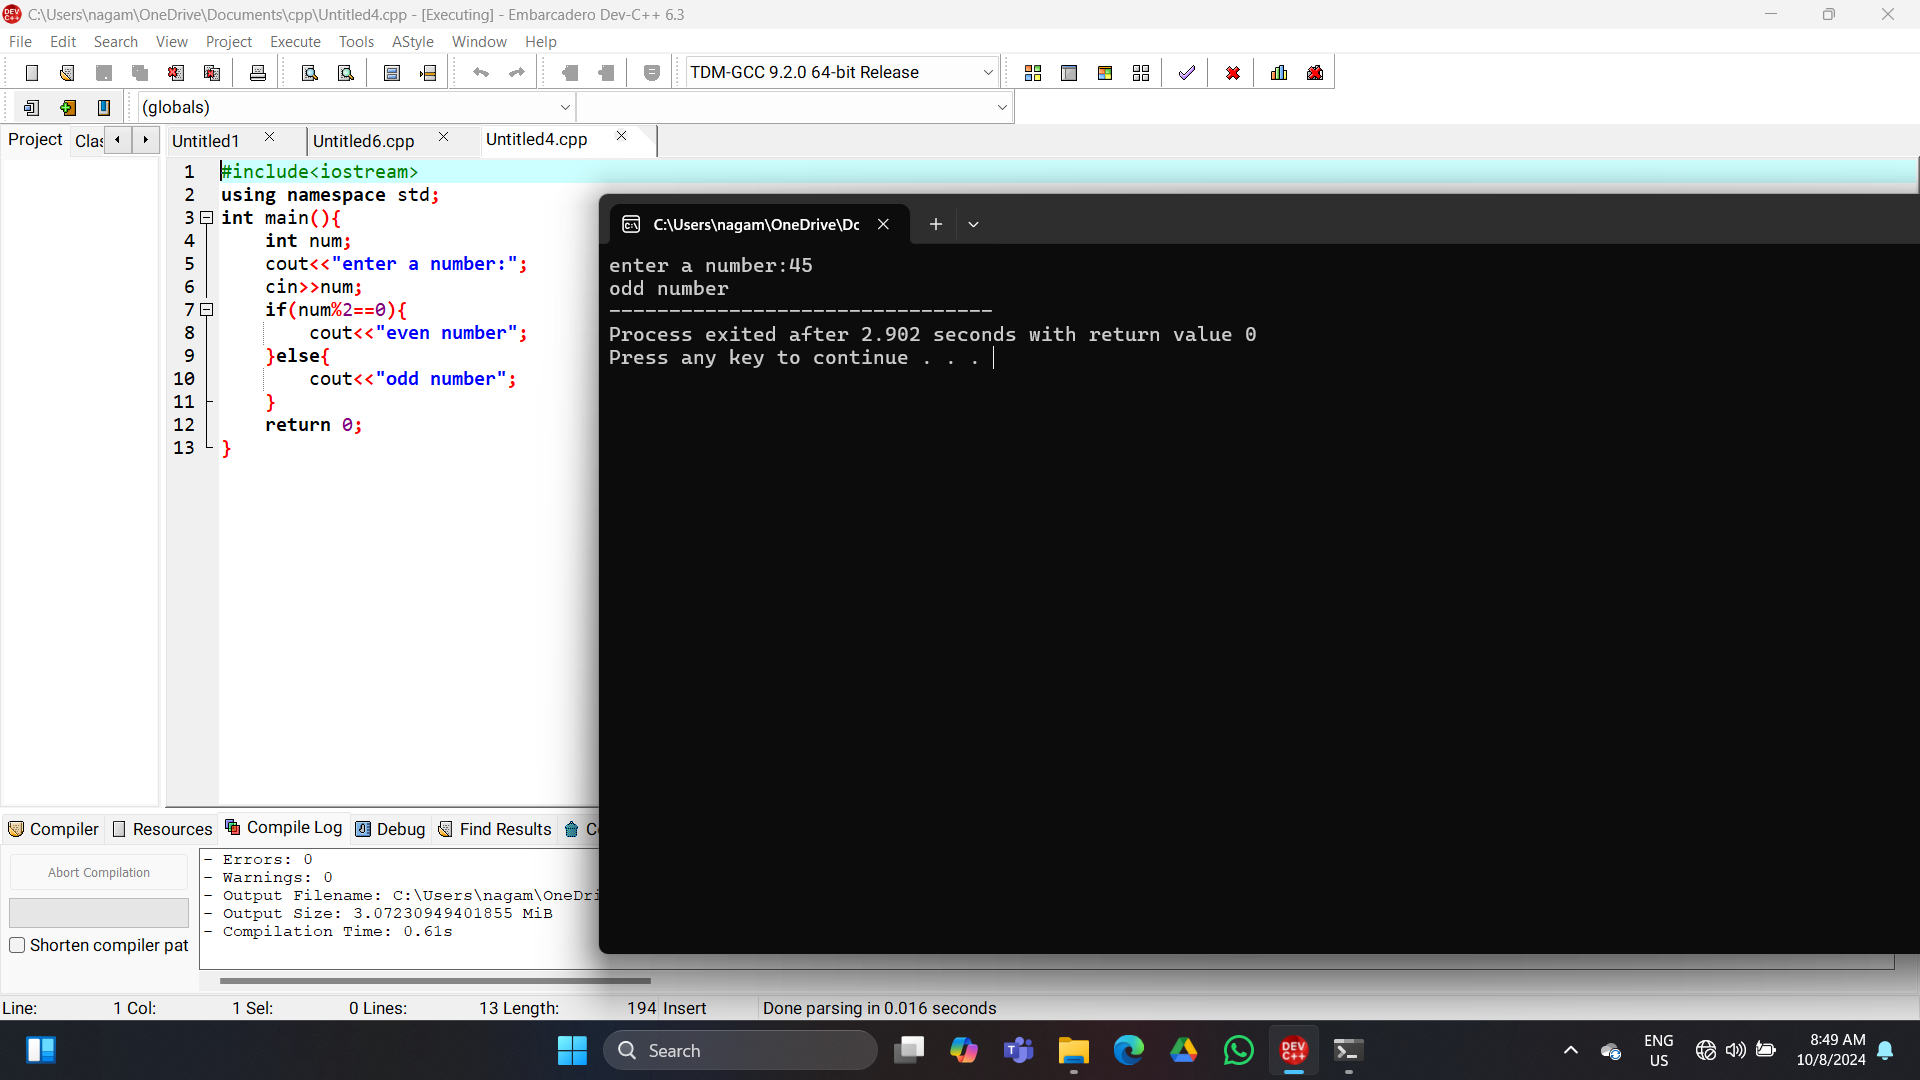 C:\Users\nagam\OneDrive\Documents\cpp\Untitled4.cpp - [Executing] - Embarcadero Dev-C++ 6.3
File Edit Search View Project Execute Tools AStyle Window Help
TDM-GCC 9.2.0 64-bit Release
(globals)
Project Clas Untitled1 Untitled6.cpp Untitled4.cpp
1 #include<iostream>
2 using namespace std;
3 int main(){
4 int num;
5 cout<<"enter a number:";
6 cin>>num;
7 if(num%2==0){
8 cout<<"even number";
9 }else{
10 cout<<"odd number";
11 }
12 return 0;
13 }
C:\Users\nagam\OneDrive\Dc
enter a number:45
odd number
--------------------------------
Process exited after 2.902 seconds with return value 0
Press any key to continue . . .
Compiler Resources Compile Log Debug Find Results
Abort Compilation
Shorten compiler pat
- Errors: 0
- Warnings: 0
- Output Filename: C:\Users\nagam\OneDri
- Output Size: 3.07230949401855 MiB
- Compilation Time: 0.61s
Line: 1 Col: 1 Sel: 0 Lines: 13 Length: 194 Insert Done parsing in 0.016 seconds
Search
DEV C++
ENG
US
8:49 AM
10/8/2024